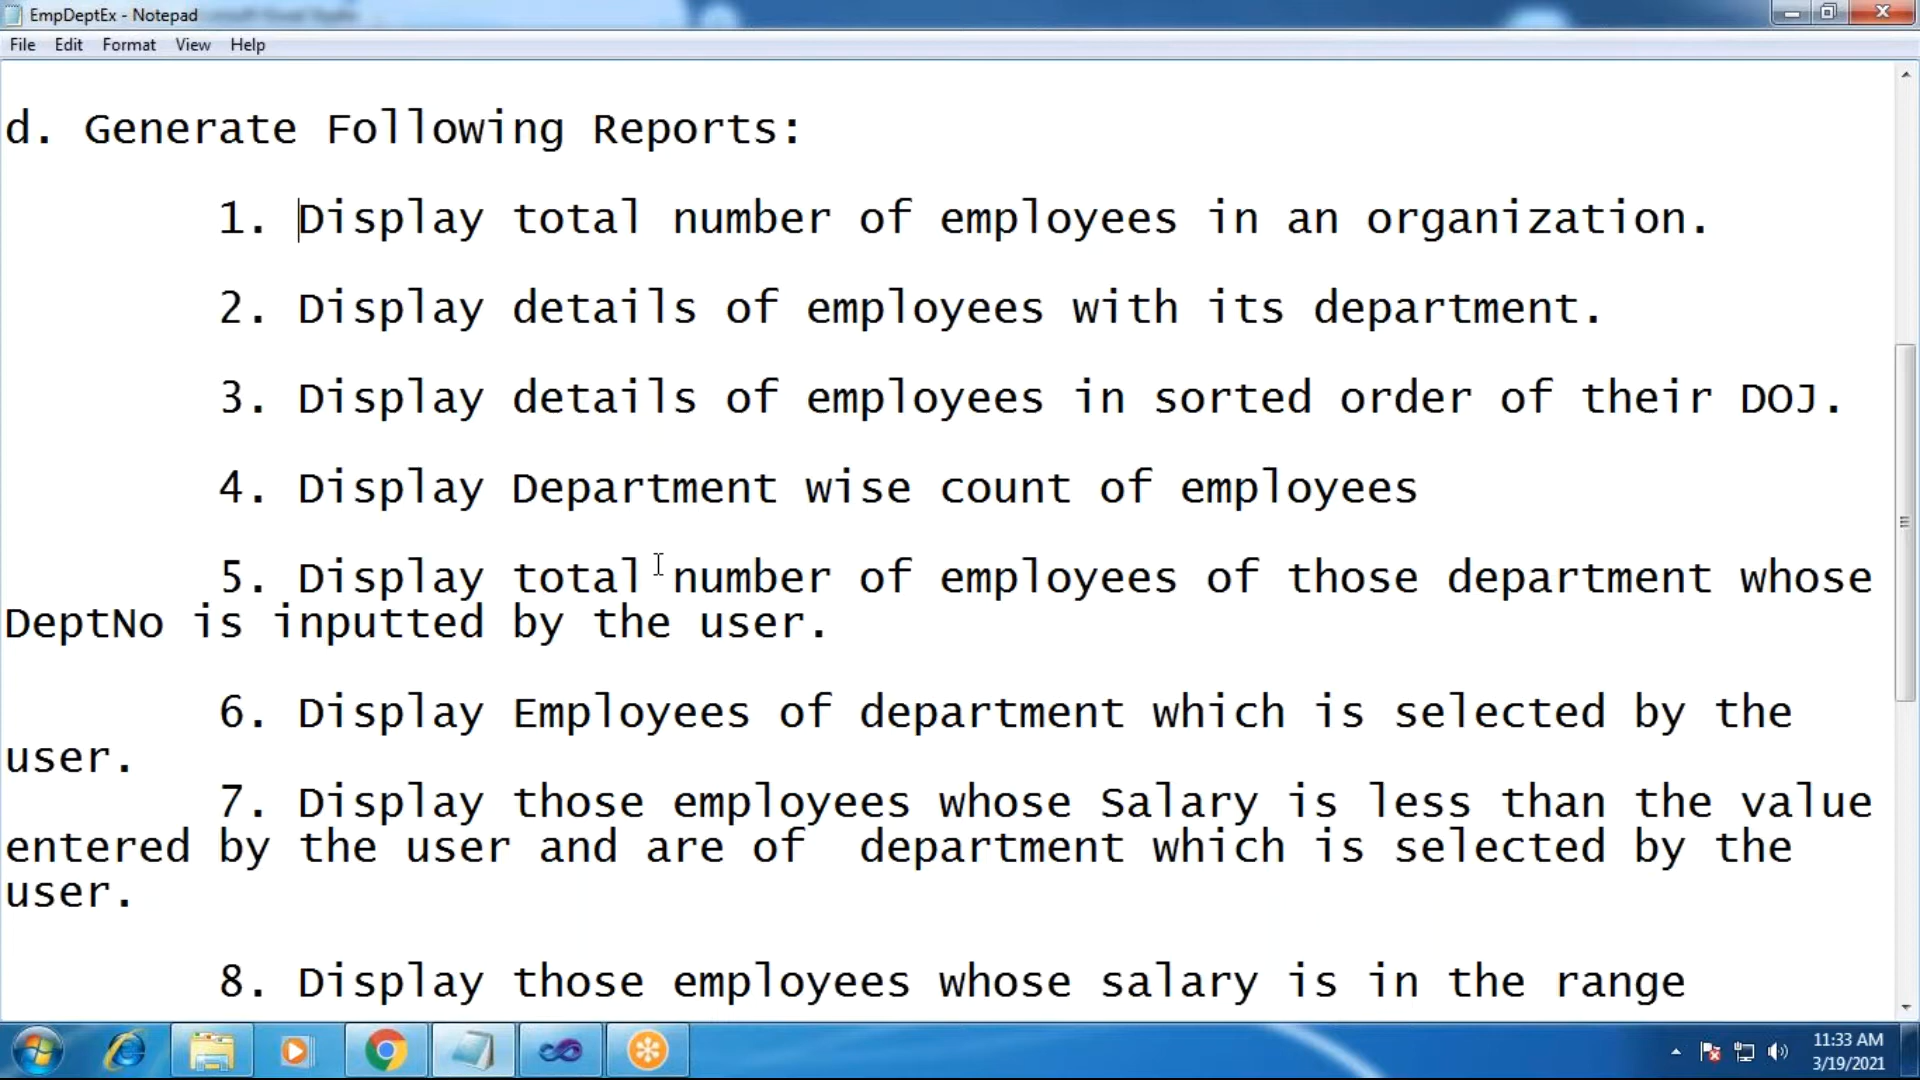 EmpDeptEx - Notepad
File Edit Format View Help
d. Generate Following Reports:
1. Display total number of employees in an organization.
2. Display details of employees with its department.
3. Display details of employees in sorted order of their DOJ.
4. Display Department wise count of employees
5. Display total number of employees of those department whose
DeptNo is inputted by the user.
6. Display Employees of department which is selected by the
user.
7. Display those employees whose Salary is less than the value
entered by the user and are of  department which is selected by the
user.
8. Display those employees whose salary is in the range
11:33 AM
3/19/2021